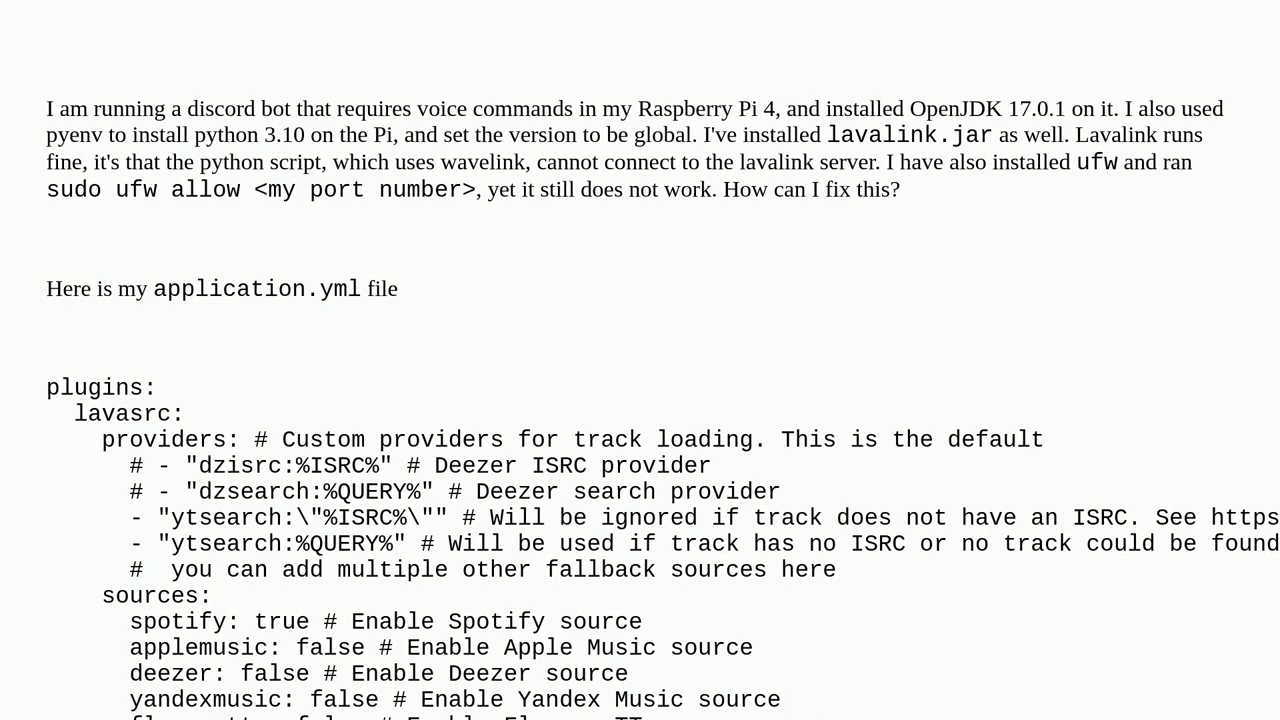 I am running a discord bot that requires voice commands in my Raspberry Pi 4, and installed OpenJDK 17.0.1 on it. I also used
pyenv to install python 3.10 on the Pi, and set the version to be global. I've installed lavalink.jar as well. Lavalink runs
fine, it's that the python script, which uses wavelink, cannot connect to the lavalink server. I have also installed ufw and ran
sudo ufw allow <my port number>, yet it still does not work. How can I fix this?
Here is my application.yml file
plugins:
  lavasrc:
    providers: # Custom providers for track loading. This is the default
      # - "dzisrc:%ISRC%" # Deezer ISRC provider
      # - "dzsearch:%QUERY%" # Deezer search provider
      - "ytsearch:\"%ISRC%\"" # Will be ignored if track does not have an ISRC. See https
      - "ytsearch:%QUERY%" # Will be used if track has no ISRC or no track could be found
      #  you can add multiple other fallback sources here
    sources:
      spotify: true # Enable Spotify source
      applemusic: false # Enable Apple Music source
      deezer: false # Enable Deezer source
      yandexmusic: false # Enable Yandex Music source